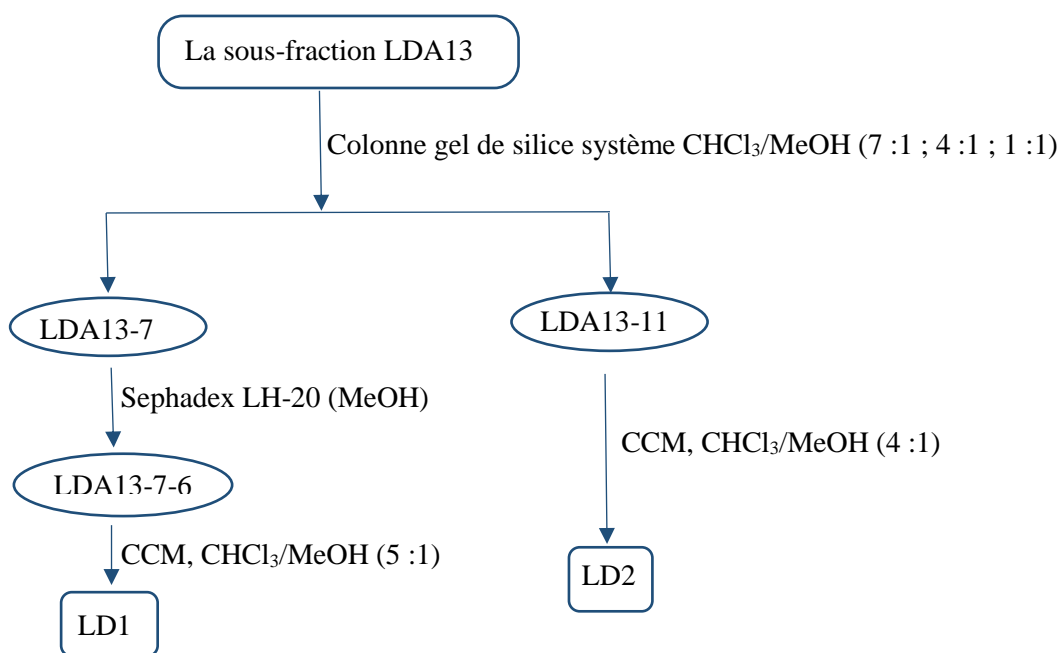 La sous-fraction LDA13
Colonne gel de silice système CHCl₃/MeOH (7 :1 ; 4 :1 ; 1 :1)
LDA13-7
LDA13-11
Sephadex LH-20 (MeOH)
CCM, CHCl₃/MeOH (4 :1)
LDA13-7-6
CCM, CHCl₃/MeOH (5 :1)
LD2
LD1